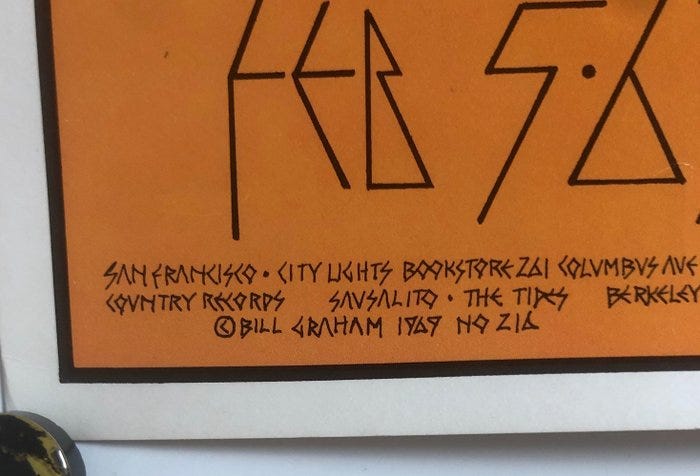 FEB 5·6
SAN FRANCISCO · CITY LIGHTS BOOKSTORE 261 COLUMBUS AVE
COUNTRY RECORDS SAUSALITO · THE TIDES BERKELEY
© BILL GRAHAM 1969 NO 216